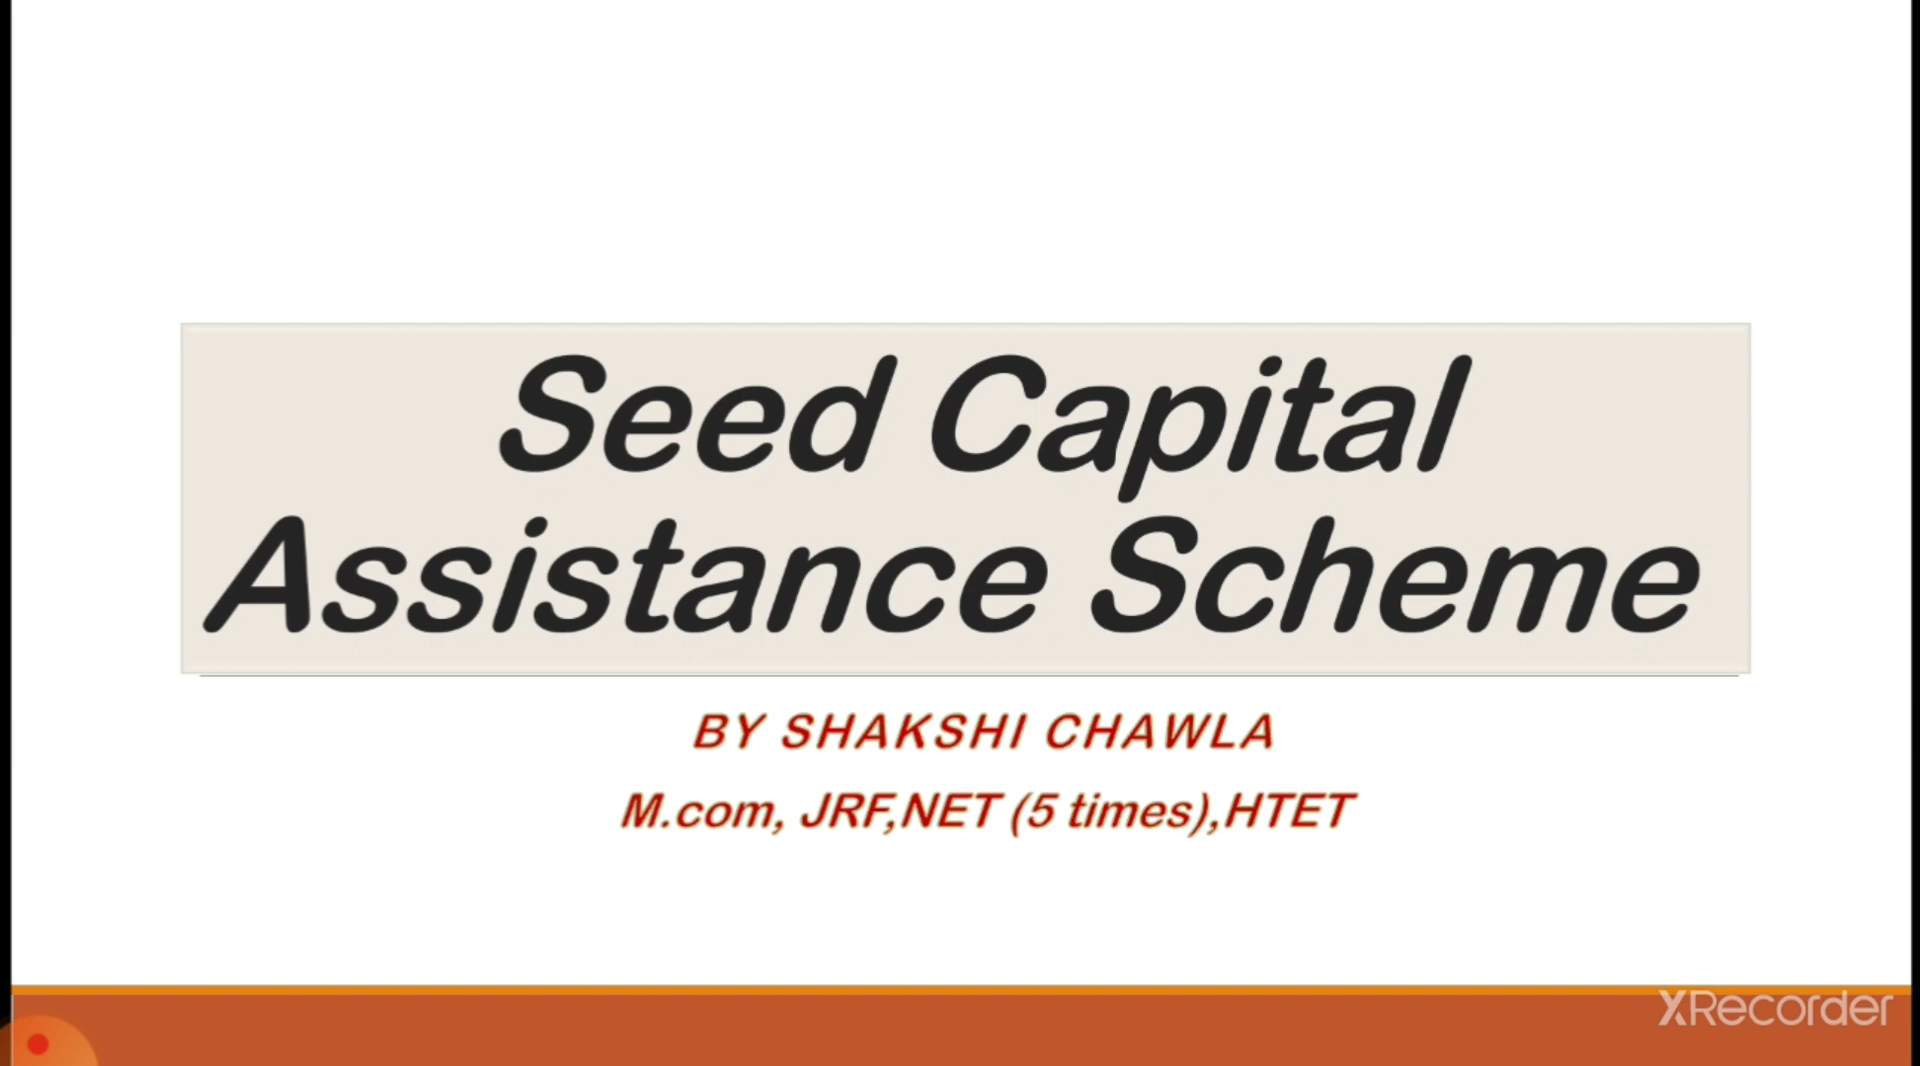 Seed Capital
Assistance Scheme
BY SHAKSHI CHAWLA
M.com, JRF,NET (5 times),HTET
XRecorder